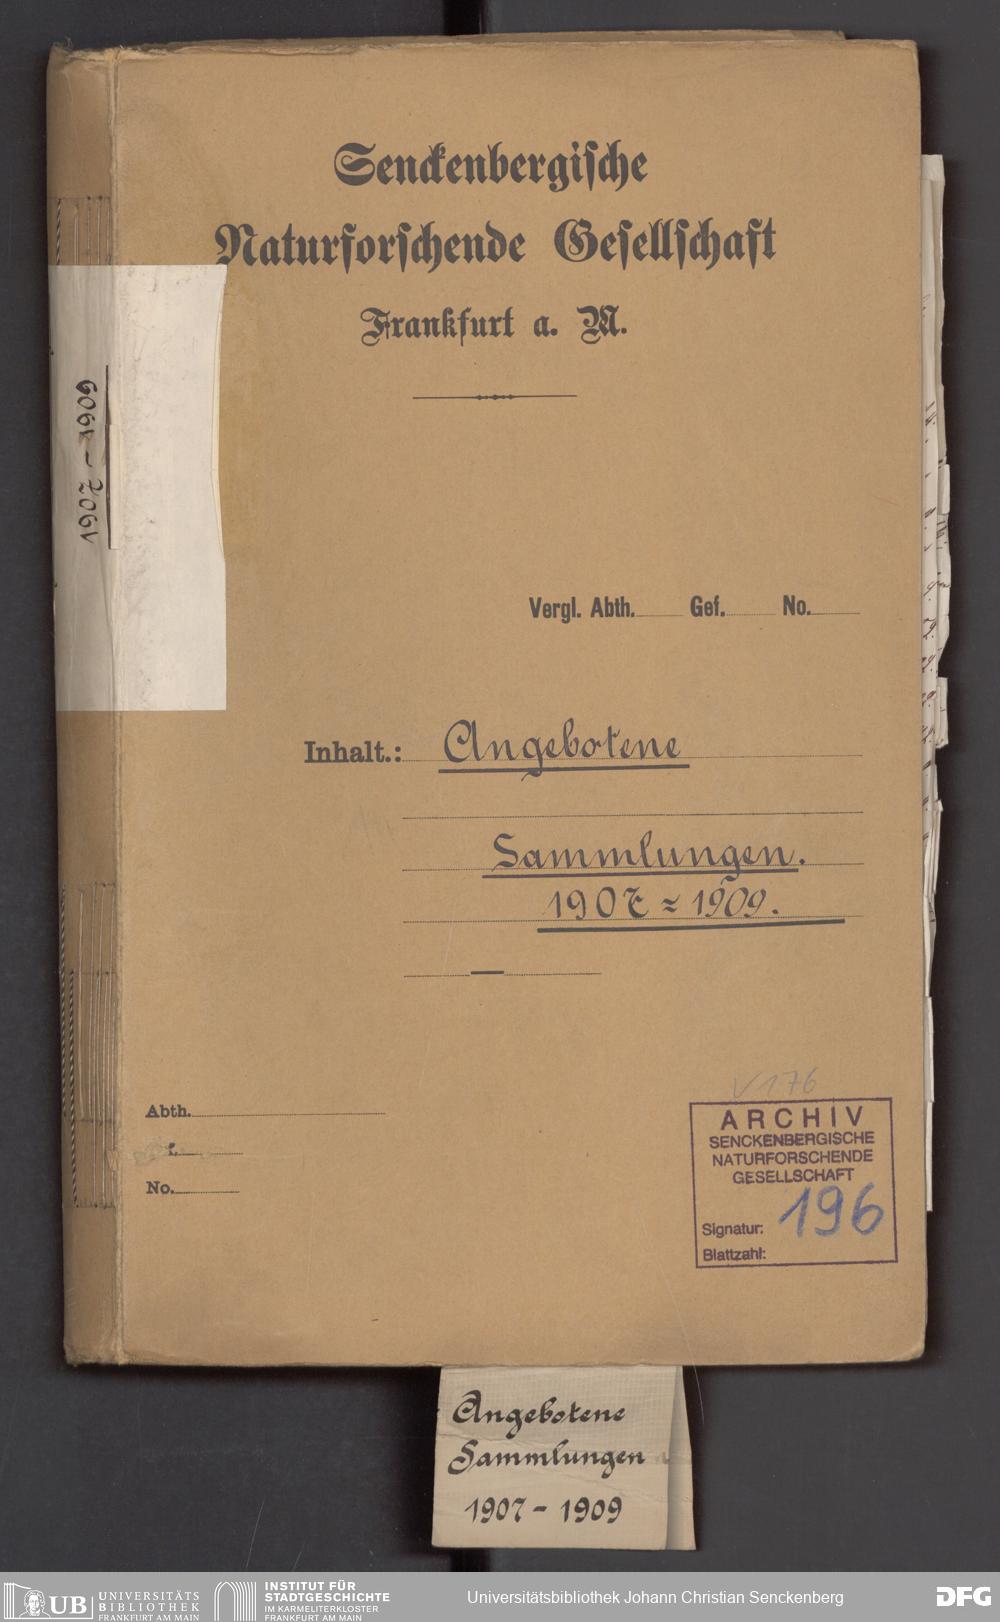 Senckenbergische
Naturforschende Gesellschaft
Frankfurt a. M.
1907 – 1909
Vergl. Abth. Gef. No.
Inhalt.: Angebotene
Sammlungen.
1907 = 1909.
Abth.
No.
V 176
ARCHIV
SENCKENBERGISCHE
NATURFORSCHENDE
GESELLSCHAFT
Signatur: 196
Blattzahl:
Angebotene
Sammlungen
1907 - 1909
UB UNIVERSITÄTS
BIBLIOTHEK
FRANKFURT AM MAIN
INSTITUT FÜR
STADTGESCHICHTE
IM KARMELITERKLOSTER
FRANKFURT AM MAIN
Universitätsbibliothek Johann Christian Senckenberg
DFG